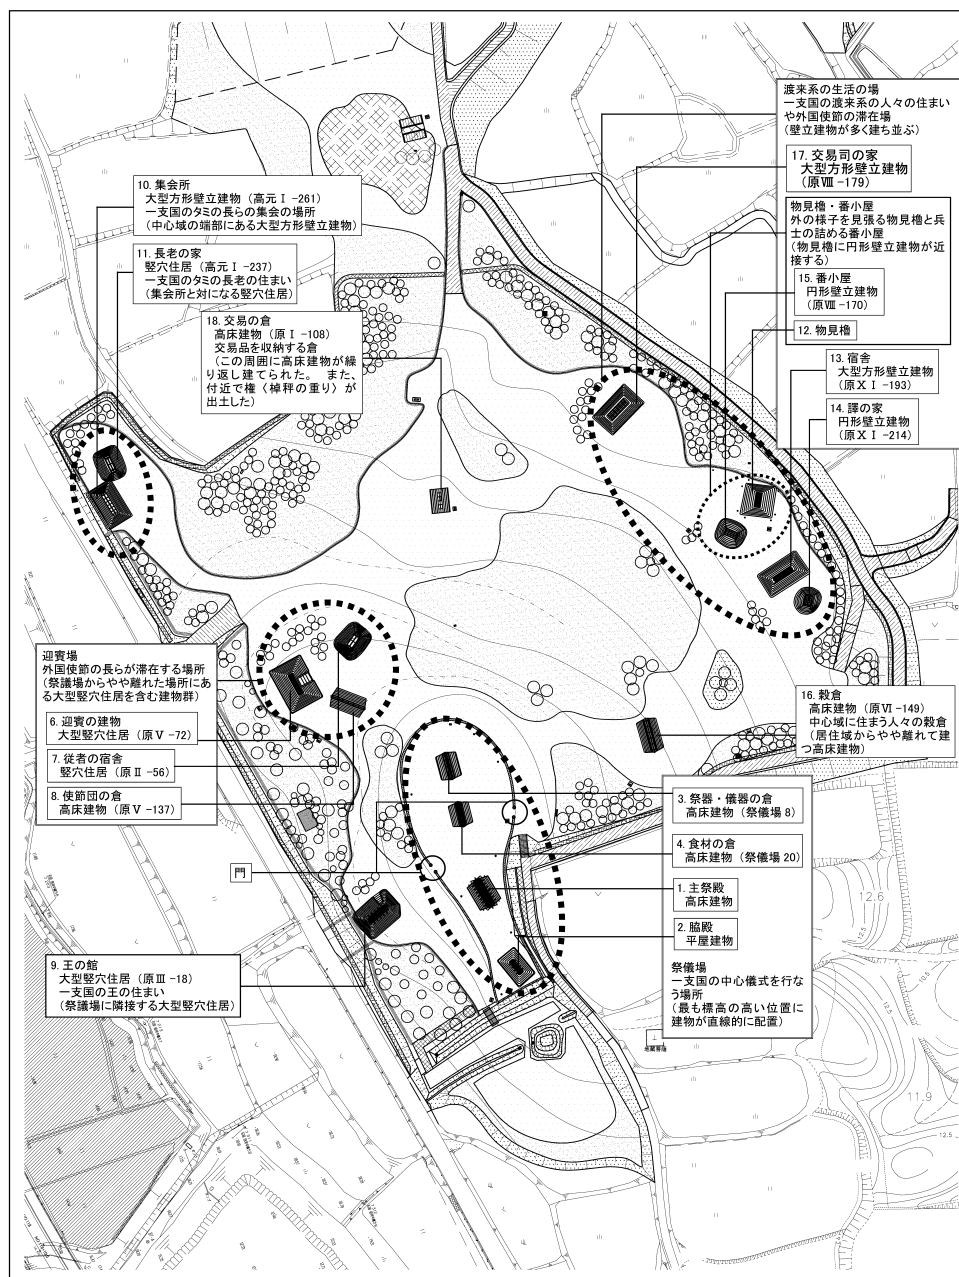 渡来系の生活の場
一支国の渡来系の人々の住まい
や外国使節の滞在場
(壁立建物が多く建ち並ぶ)
17. 交易司の家
大型方形壁立建物
(原Ⅷ-179)
物見櫓・番小屋
外の様子を見張る物見櫓と兵
士の詰める番小屋
(物見櫓に円形壁立建物が近
接する)
15. 番小屋
円形壁立建物
(原Ⅷ-170)
12. 物見櫓
13. 宿舎
大型方形壁立建物
(原ⅩⅠ-193)
14. 譯の家
円形壁立建物
(原ⅩⅠ-214)
10. 集会所
大型方形壁立建物 (高元Ⅰ-261)
一支国のタミの長らの集会の場所
(中心域の端部にある大型方形壁立建物)
11. 長老の家
竪穴住居 (高元Ⅰ-237)
一支国のタミの長老の住まい
(集会所と対になる竪穴住居)
18. 交易の倉
高床建物 (原Ⅰ-108)
交易品を収納する倉
(この周囲に高床建物が繰
り返し建てられた。 また、
付近で権〈棹秤の重り〉が
出土した)
迎賓場
外国使節の長らが滞在する場所
(祭議場からやや離れた場所にあ
る大型竪穴住居を含む建物群)
6. 迎賓の建物
大型竪穴住居 (原Ⅴ-72)
7. 従者の宿舎
竪穴住居 (原Ⅱ-56)
8. 使節団の倉
高床建物 (原Ⅴ-137)
門
9. 王の館
大型竪穴住居 (原Ⅲ-18)
一支国の王の住まい
(祭議場に隣接する大型竪穴住居)
16. 穀倉
高床建物 (原Ⅵ-149)
中心域に住まう人々の穀倉
(居住域からやや離れて建
つ高床建物)
3. 祭器・儀器の倉
高床建物 (祭儀場 8)
4. 食材の倉
高床建物 (祭儀場 20)
1. 主祭殿
高床建物
2. 脇殿
平屋建物
祭儀場
一支国の中心儀式を行な
う場所
(最も標高の高い位置に
建物が直線的に配置)
12.6
12.5
11.9
12.5